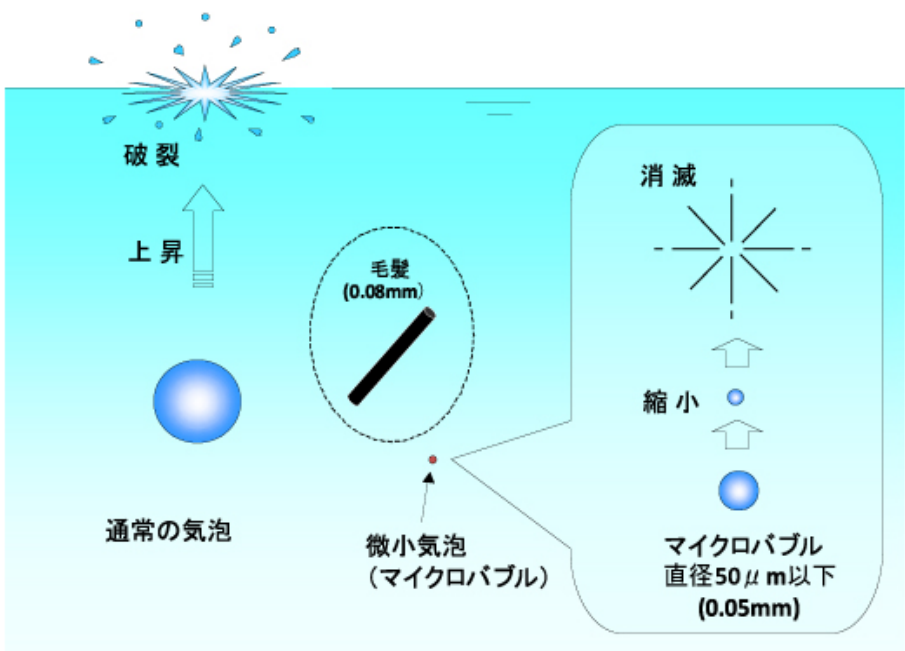 破裂
上昇
通常の気泡
毛髪
(0.08mm)
微小気泡
（マイクロバブル）
消滅
縮小
マイクロバブル
直径50μm以下
(0.05mm)